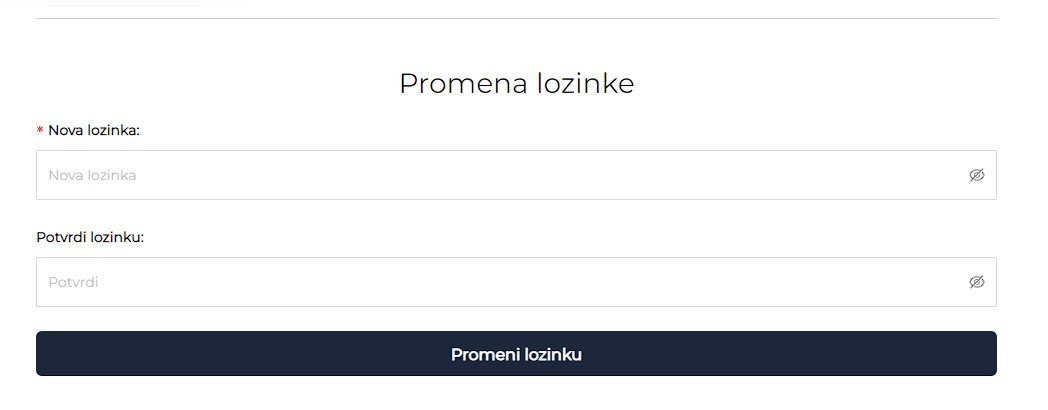 Promena lozinke
* Nova lozinka:
Nova lozinka
Potvrdi lozinku:
Potvrdi
Promeni lozinku